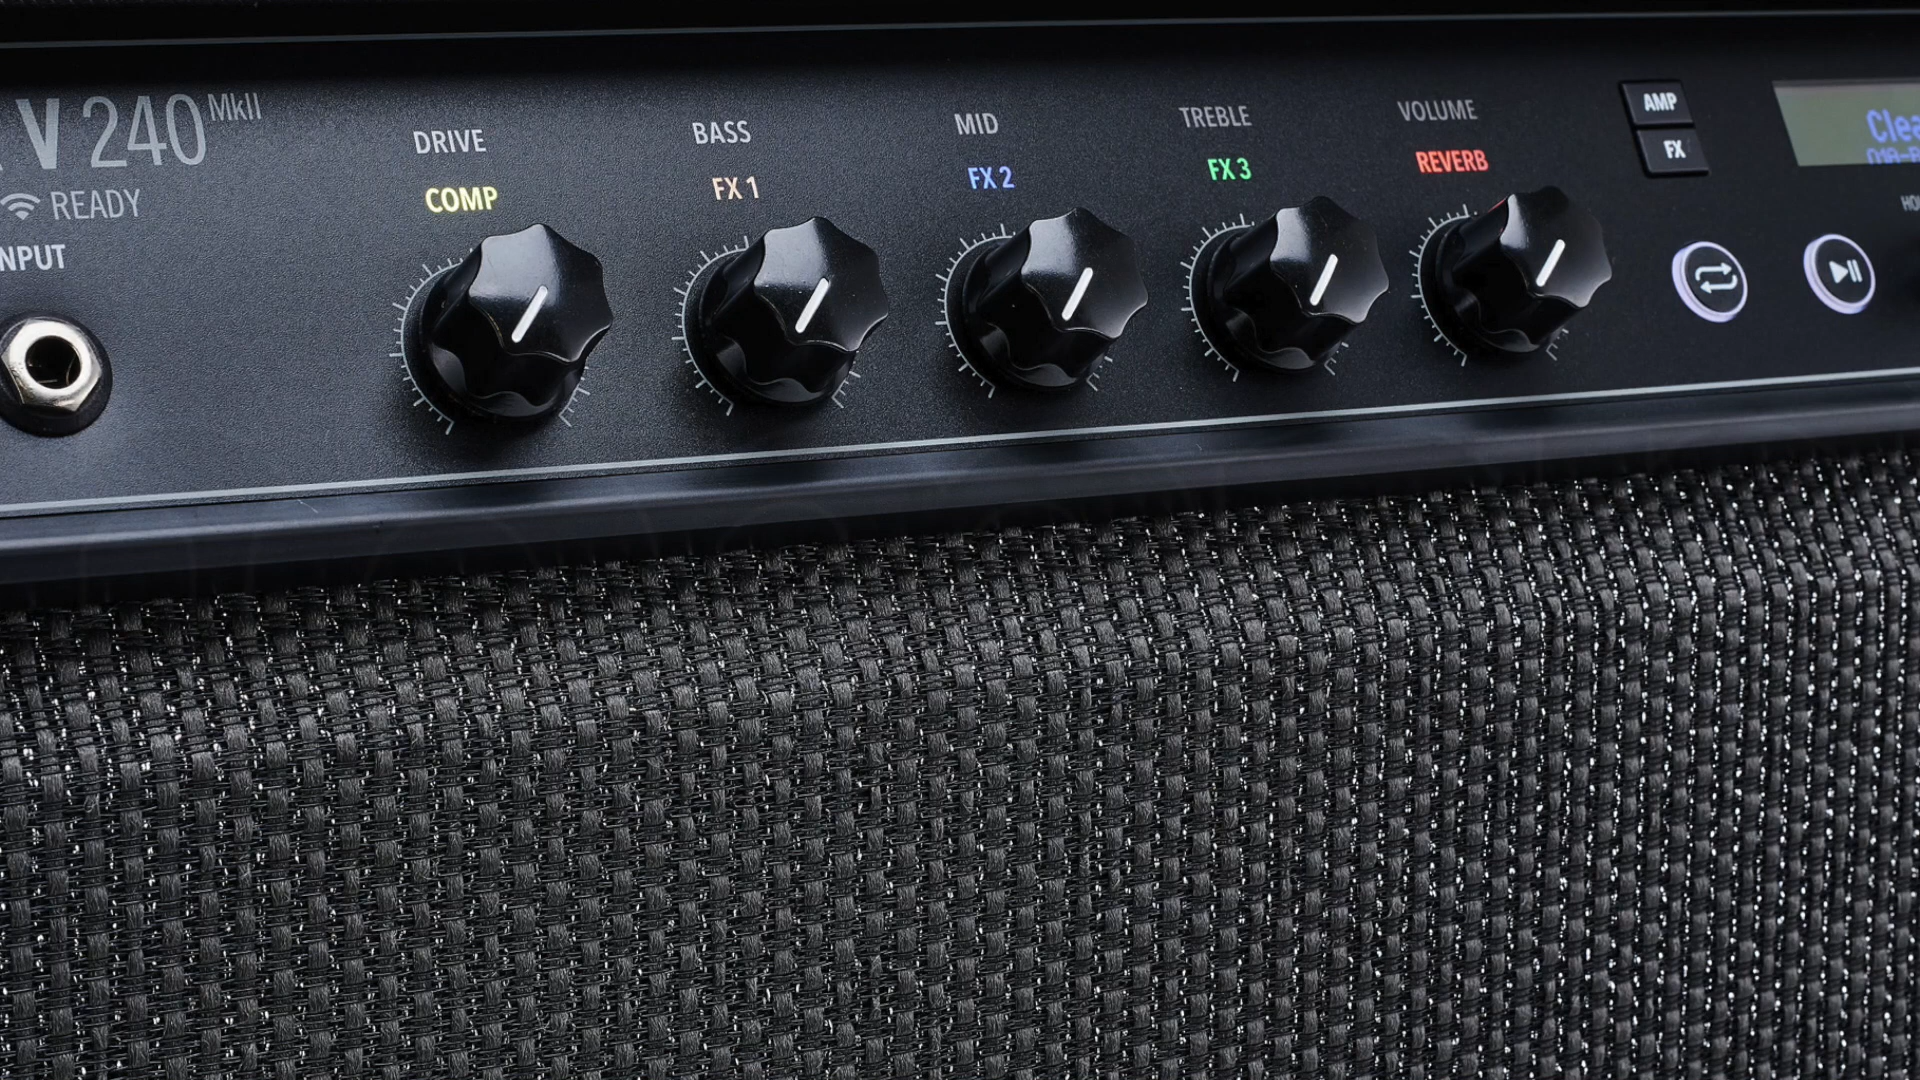 V 240 MkII
READY
NPUT
DRIVE
COMP
BASS
FX 1
MID
FX 2
TREBLE
FX 3
VOLUME
REVERB
AMP
FX
Clea